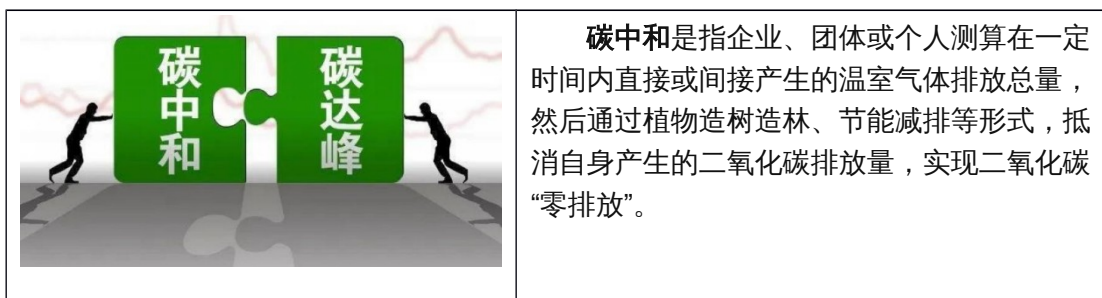 碳中和
碳达峰
碳中和是指企业、团体或个人测算在一定
时间内直接或间接产生的温室气体排放总量，
然后通过植物造树造林、节能减排等形式，抵
消自身产生的二氧化碳排放量，实现二氧化碳
“零排放”。